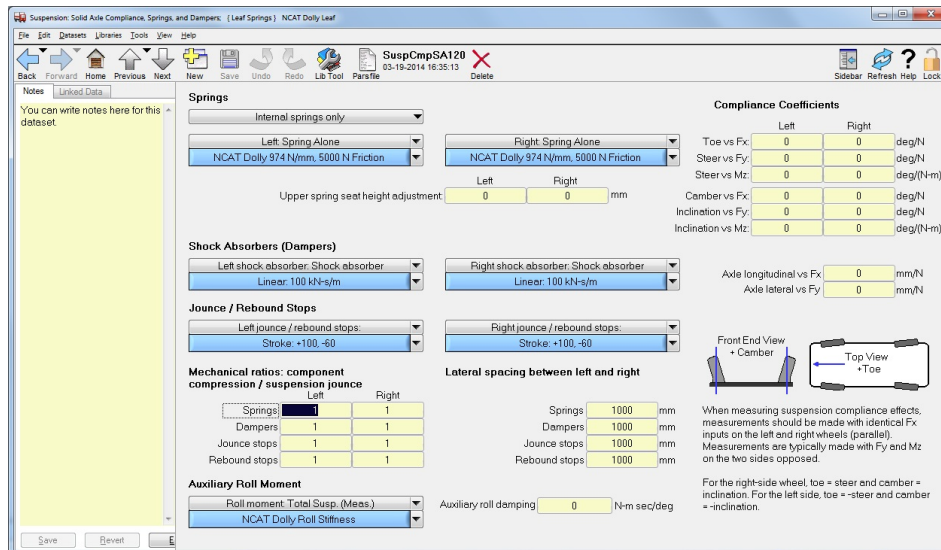 Suspension: Solid Axle Compliance, Springs, and Dampers; { Leaf Springs } NCAT Dolly Leaf
File Edit Datasets Libraries Tools View Help
Back Forward Home Previous Next New Save Undo Redo Lib Tool Parsfile SuspCmpSA120 03-19-2014 16:35:13 Delete Sidebar Refresh Help Lock
Notes Linked Data
You can write notes here for this
dataset.
Save Revert E
Springs
Internal springs only
Left: Spring Alone Right: Spring Alone
NCAT Dolly 974 N/mm, 5000 N Friction NCAT Dolly 974 N/mm, 5000 N Friction
Left Right
Upper spring seat height adjustment 0 0 mm
Shock Absorbers (Dampers)
Left shock absorber: Shock absorber Right shock absorber: Shock absorber
Linear: 100 kN-s/m Linear: 100 kN-s/m
Jounce / Rebound Stops
Left jounce / rebound stops: Right jounce / rebound stops:
Stroke: +100, -60 Stroke: +100, -60
Mechanical ratios: component
compression / suspension jounce
Left Right
Springs 1 1
Dampers 1 1
Jounce stops 1 1
Rebound stops 1 1
Lateral spacing between left and right
Springs 1000 mm
Dampers 1000 mm
Jounce stops 1000 mm
Rebound stops 1000 mm
Auxiliary Roll Moment
Roll moment: Total Susp. (Meas.)
NCAT Dolly Roll Stiffness
Auxiliary roll damping 0 N-m sec/deg
Compliance Coefficients
Left Right
Toe vs Fx: 0 0 deg/N
Steer vs Fy: 0 0 deg/N
Steer vs Mz: 0 0 deg/(N-m)
Camber vs Fx: 0 0 deg/N
Inclination vs Fy: 0 0 deg/N
Inclination vs Mz: 0 0 deg/(N-m)
Axle longitudinal vs Fx 0 mm/N
Axle lateral vs Fy 0 mm/N
Front End View
+ Camber
Top View
+Toe
When measuring suspension compliance effects,
measurements should be made with identical Fx
inputs on the left and right wheels (parallel).
Measurements are typically made with Fy and Mz
on the two sides opposed.
For the right-side wheel, toe = steer and camber =
inclination. For the left side, toe = -steer and camber
= -inclination.